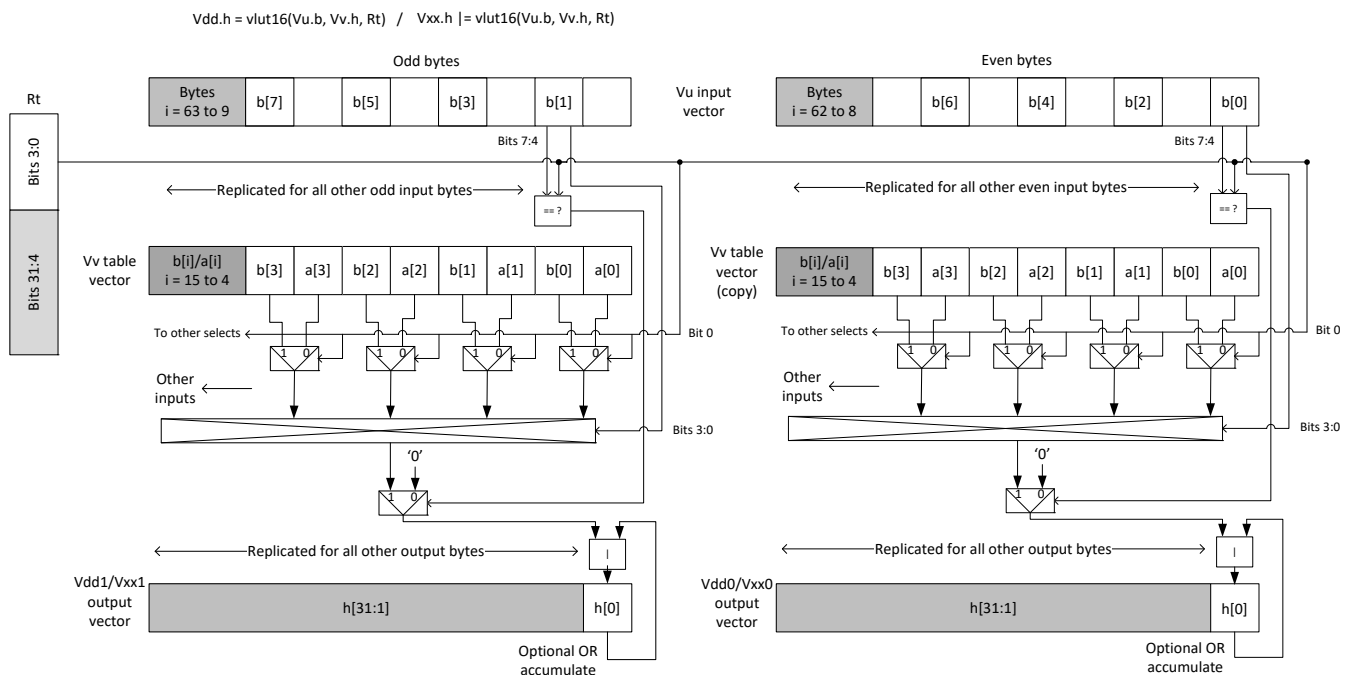 Vdd.h = vlut16(Vu.b, Vv.h, Rt)  /  Vxx.h |= vlut16(Vu.b, Vv.h, Rt)
Odd bytes
Even bytes
Rt
Bits 3:0
Bits 31:4
Bytes
i = 63 to 9
b[7]
b[5]
b[3]
b[1]
Vu input
vector
Bytes
i = 62 to 8
b[6]
b[4]
b[2]
b[0]
Bits 7:4
Bits 7:4
Replicated for all other odd input bytes
Replicated for all other even input bytes
== ?
== ?
Vv table
vector
b[i]/a[i]
i = 15 to 4
b[3]
a[3]
b[2]
a[2]
b[1]
a[1]
b[0]
a[0]
Vv table
vector
(copy)
b[i]/a[i]
i = 15 to 4
b[3]
a[3]
b[2]
a[2]
b[1]
a[1]
b[0]
a[0]
To other selects
Bit 0
To other selects
Bit 0
1 0
1 0
1 0
1 0
1 0
1 0
1 0
1 0
Other
inputs
Other
inputs
Bits 3:0
Bits 3:0
‘0’
‘0’
1 0
1 0
Replicated for all other output bytes
|
Replicated for all other output bytes
|
Vdd1/Vxx1
output
vector
h[31:1]
h[0]
Vdd0/Vxx0
output
vector
h[31:1]
h[0]
Optional OR
accumulate
Optional OR
accumulate